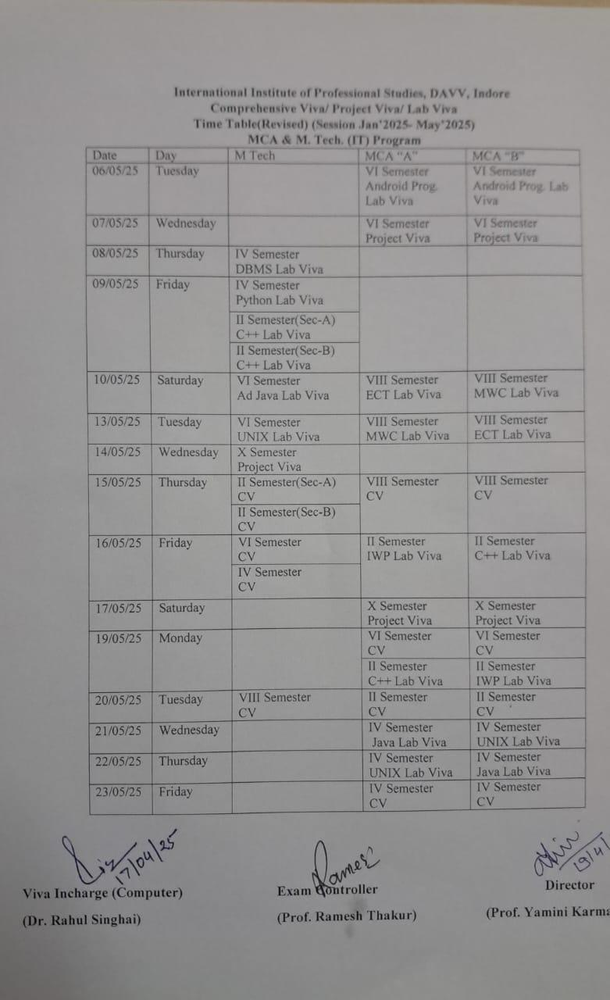 International Institute of Professional Studies, DAVV, Indore
Comprehensive Viva/ Project Viva/ Lab Viva
Time Table(Revised) (Session Jan'2025- May'2025)
MCA & M. Tech. (IT) Program
Date Day M Tech MCA "A" MCA "B"
06/05/25 Tuesday VI Semester VI Semester
Android Prog. Android Prog. Lab
Lab Viva Viva
07/05/25 Wednesday VI Semester VI Semester
Project Viva Project Viva
08/05/25 Thursday IV Semester
DBMS Lab Viva
09/05/25 Friday IV Semester
Python Lab Viva
II Semester(Sec-A)
C++ Lab Viva
II Semester(Sec-B)
C++ Lab Viva
10/05/25 Saturday VI Semester VIII Semester VIII Semester
Ad Java Lab Viva ECT Lab Viva MWC Lab Viva
13/05/25 Tuesday VI Semester VIII Semester VIII Semester
UNIX Lab Viva MWC Lab Viva ECT Lab Viva
14/05/25 Wednesday X Semester
Project Viva
15/05/25 Thursday II Semester(Sec-A) VIII Semester VIII Semester
CV CV CV
II Semester(Sec-B)
CV
16/05/25 Friday VI Semester II Semester II Semester
CV IWP Lab Viva C++ Lab Viva
IV Semester
CV
17/05/25 Saturday X Semester X Semester
Project Viva Project Viva
19/05/25 Monday VI Semester VI Semester
CV CV
II Semester II Semester
C++ Lab Viva IWP Lab Viva
20/05/25 Tuesday VIII Semester II Semester II Semester
CV CV CV
21/05/25 Wednesday IV Semester IV Semester
Java Lab Viva UNIX Lab Viva
22/05/25 Thursday IV Semester IV Semester
UNIX Lab Viva Java Lab Viva
23/05/25 Friday IV Semester IV Semester
CV CV
17/04/25 Ramesh 19/4/
Viva Incharge (Computer) Exam Controller Director
(Dr. Rahul Singhai) (Prof. Ramesh Thakur) (Prof. Yamini Karma